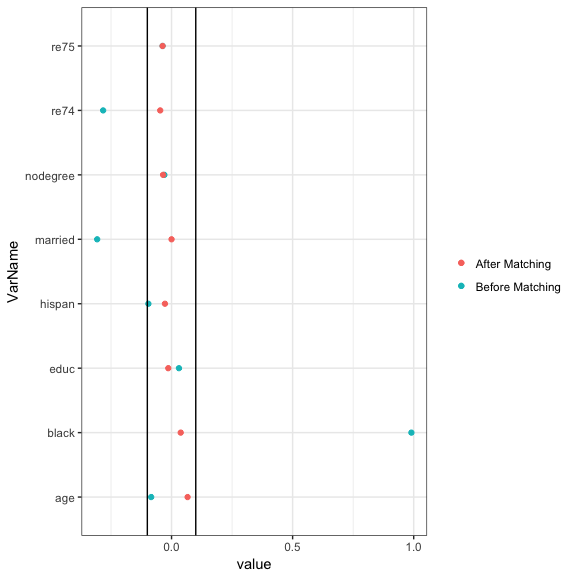 re75
re74
nodegree
married
hispan
educ
black
age
VarName
0.0
0.5
1.0
value
After Matching
Before Matching